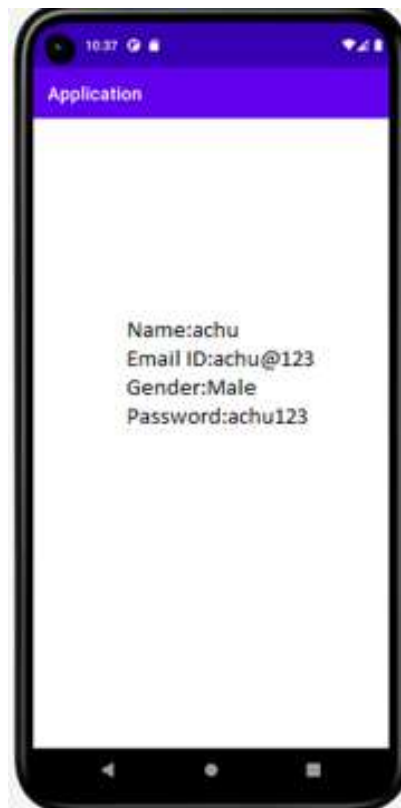 10:37
Application
Name:achu
Email ID:achu@123
Gender:Male
Password:achu123